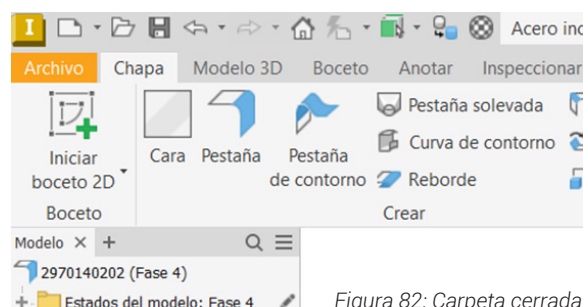 Acero ino
Archivo Chapa Modelo 3D Boceto Anotar Inspeccionar
Iniciar boceto 2D
Cara
Pestaña
Pestaña de contorno
Pestaña solevada
Curva de contorno
Reborde
Boceto
Crear
Modelo × +
2970140202 (Fase 4)
Estados del modelo: Fase 4
Figura 82: Carpeta cerrada